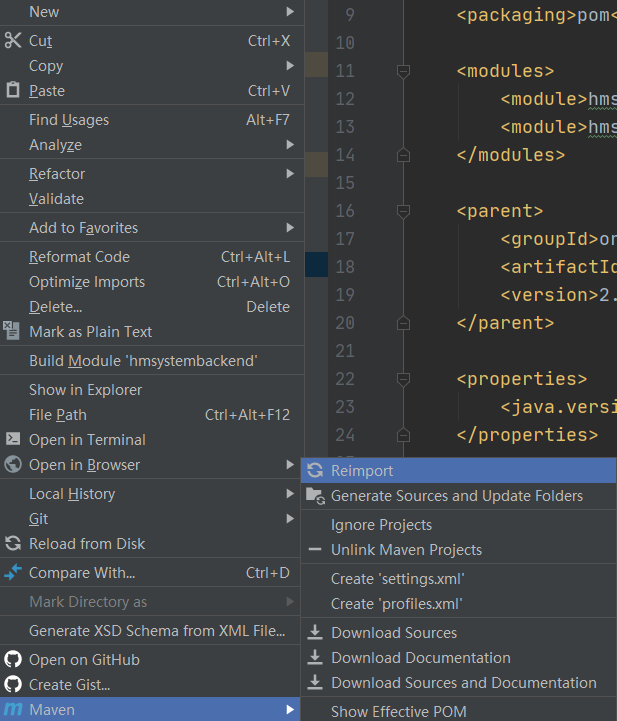 New
Cut Ctrl+X
Copy
Paste Ctrl+V
Find Usages Alt+F7
Analyze
Refactor
Validate
Add to Favorites
Reformat Code Ctrl+Alt+L
Optimize Imports Ctrl+Alt+O
Delete... Delete
Mark as Plain Text
Build Module 'hmsystembackend'
Show in Explorer
File Path Ctrl+Alt+F12
Open in Terminal
Open in Browser
Local History
Git
Reload from Disk
Compare With... Ctrl+D
Mark Directory as
Generate XSD Schema from XML File...
Open on GitHub
Create Gist...
Maven
Reimport
Generate Sources and Update Folders
Ignore Projects
Unlink Maven Projects
Create 'settings.xml'
Create 'profiles.xml'
Download Sources
Download Documentation
Download Sources and Documentation
Show Effective POM
9 <packaging>pom<
10
11 <modules>
12 <module>hms
13 <module>hms
14 </modules>
15
16 <parent>
17 <groupId>or
18 <artifactId
19 <version>2.
20 </parent>
21
22 <properties>
23 <java.versi
24 </properties>